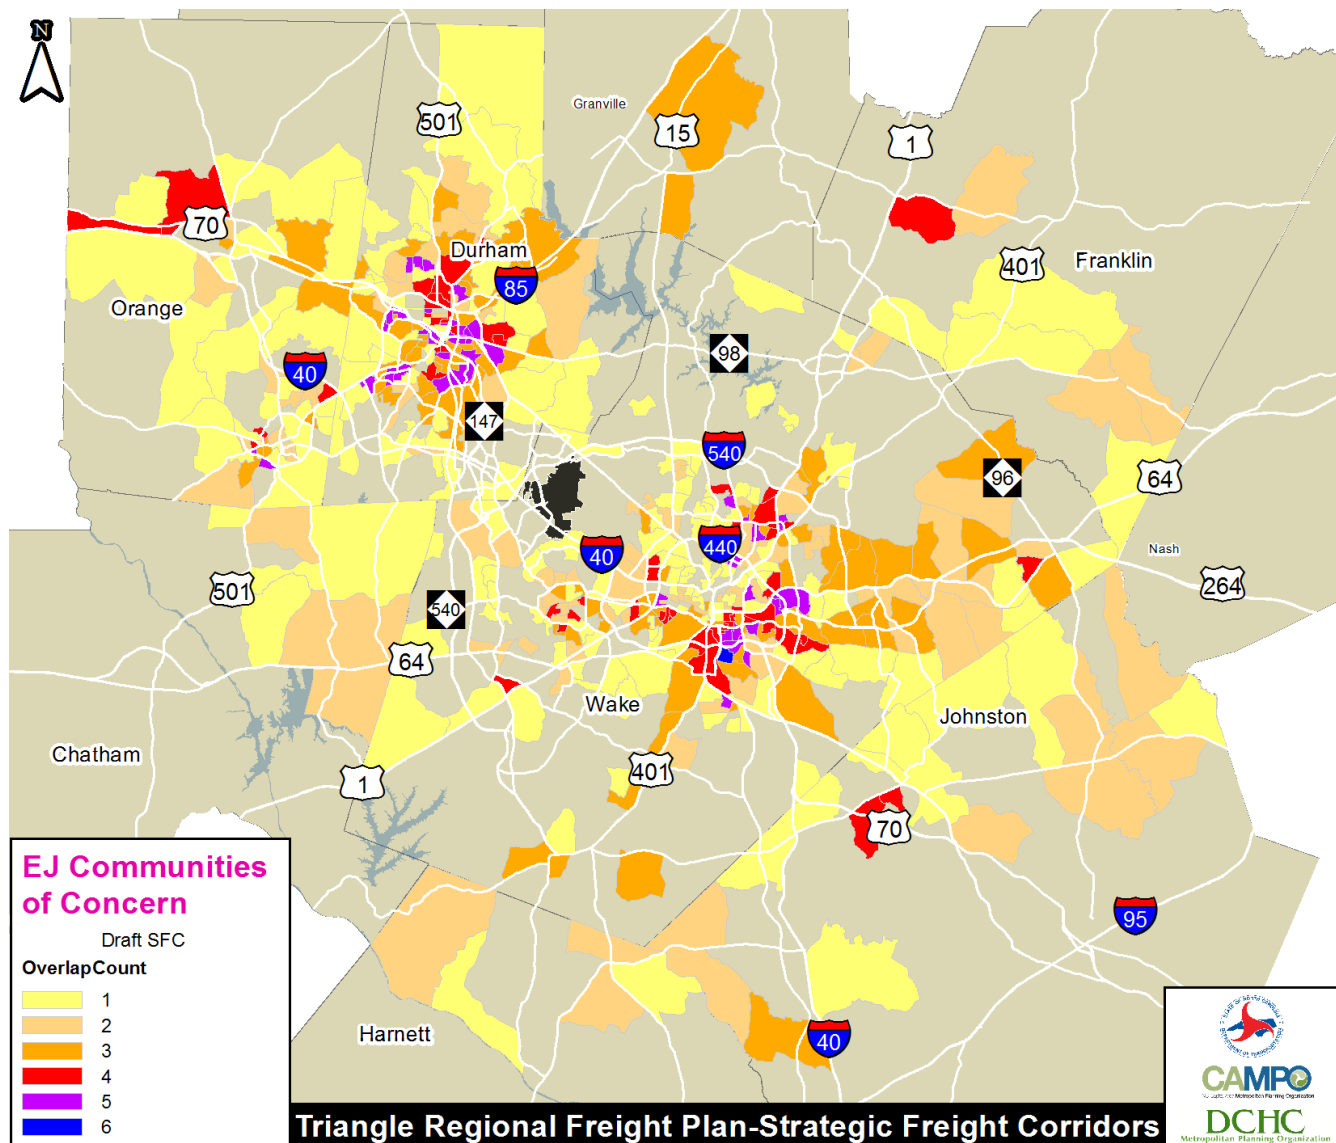 N
Granville
501
15
1
70
Durham
401
Franklin
85
Orange
98
40
147
540
96
64
40
440
Nash
501
540
264
64
Wake
Johnston
Chatham
401
1
70
EJ Communities
of Concern
Draft SFC
OverlapCount
1
2
3
4
5
6
95
Harnett
40
CAMPO
Metropolitan Planning Organization
DCHC
Metropolitan Planning Organization
Triangle Regional Freight Plan-Strategic Freight Corridors